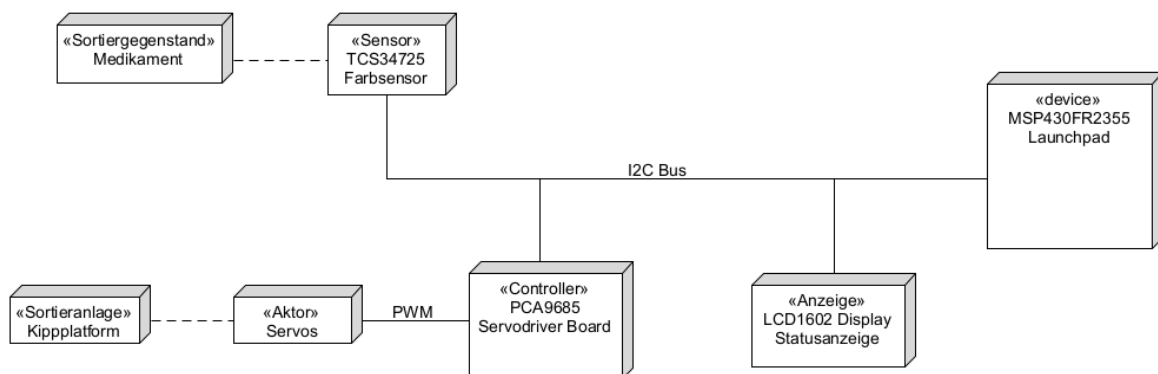 «Sortiergegenstand»
Medikament
«Sensor»
TCS34725
Farbsensor
«device»
MSP430FR2355
Launchpad
I2C Bus
«Sortieranlage»
Kippplatform
«Aktor»
Servos
PWM
«Controller»
PCA9685
Servodriver Board
«Anzeige»
LCD1602 Display
Statusanzeige